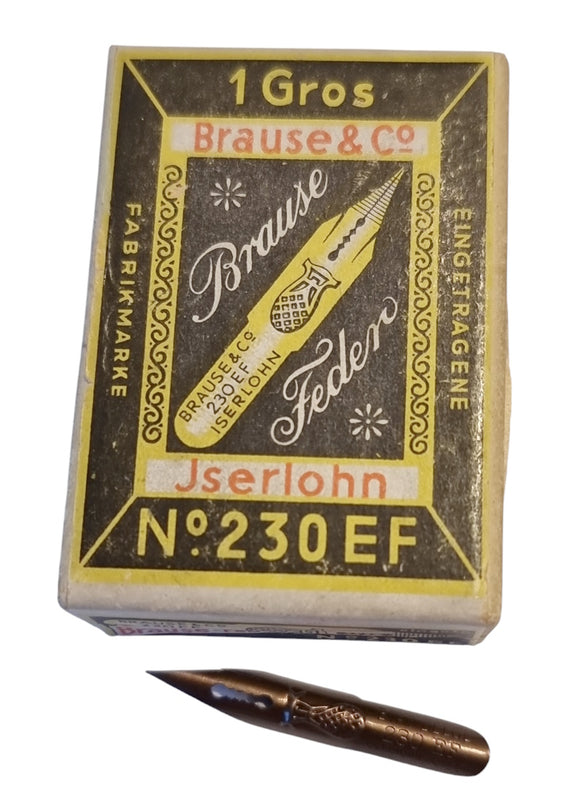 1 Gros
Brause & Cº
Brause
Federn
BRAUSE & Cº
230 EF
ISERLOHN
FABRIKMARKE
EINGETRAGENE
Jserlohn
Nº. 230 EF